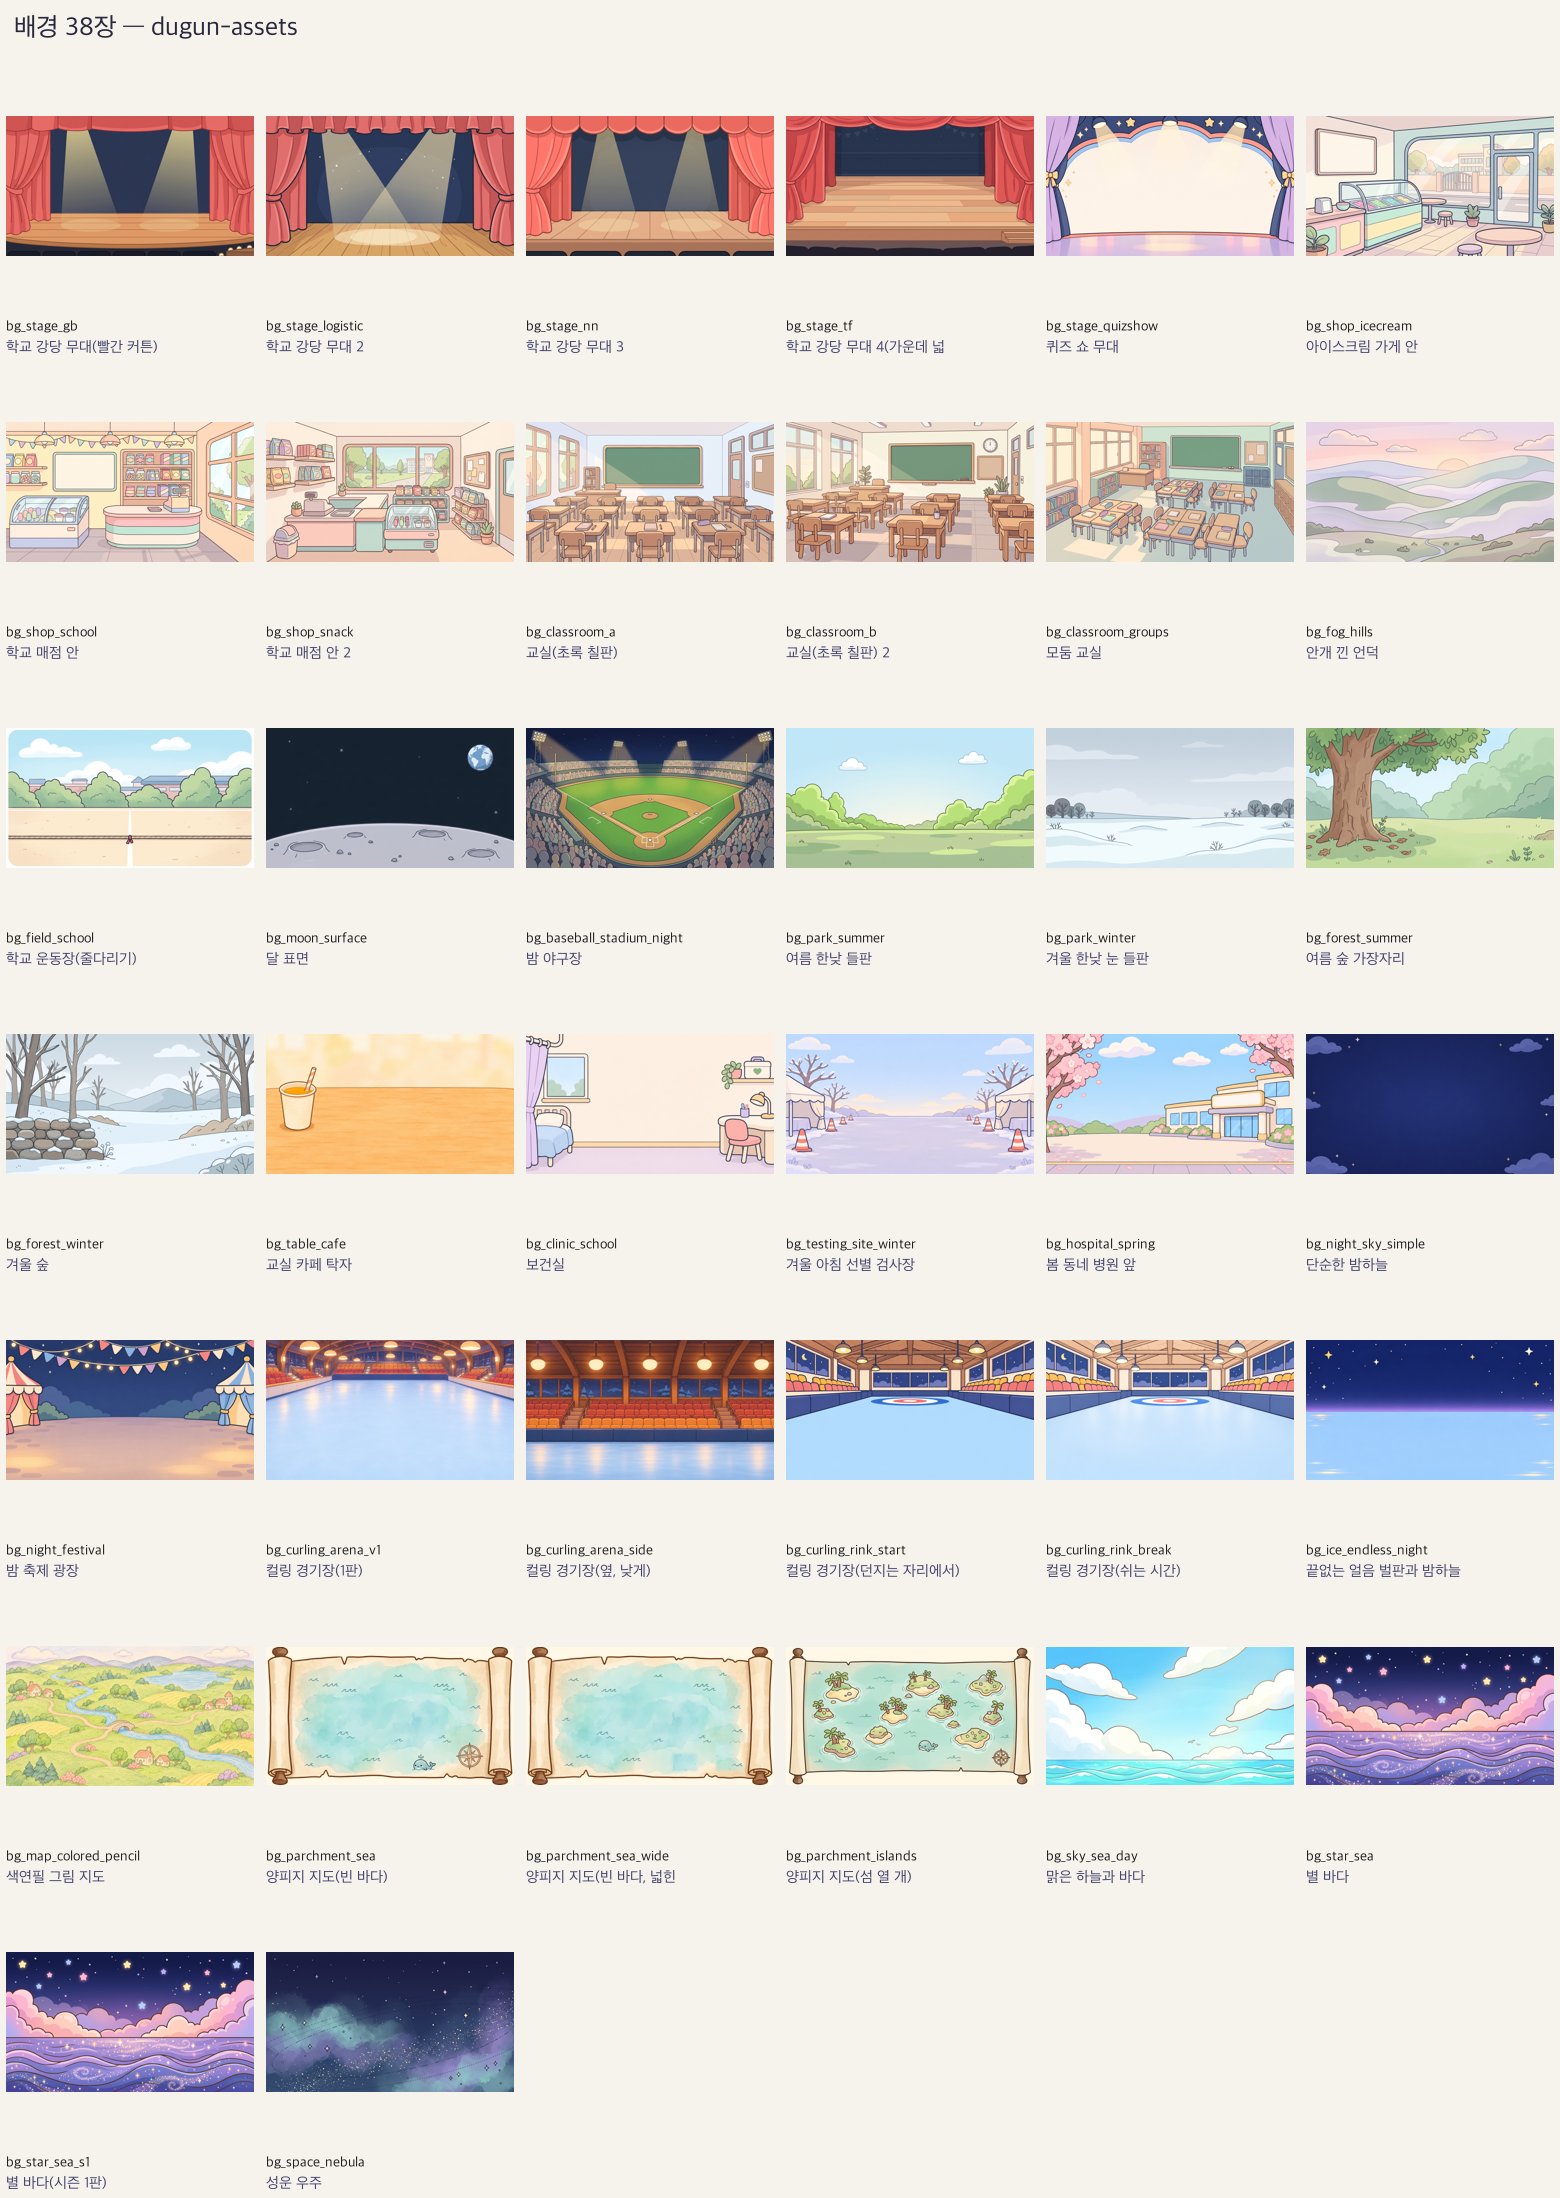 배경 38장 — dugun-assets
bg_stage_gb
학교 강당 무대(빨간 커튼)
bg_stage_logistic
학교 강당 무대 2
bg_stage_nn
학교 강당 무대 3
bg_stage_tf
학교 강당 무대 4(가운데 넓
bg_stage_quizshow
퀴즈 쇼 무대
bg_shop_icecream
아이스크림 가게 안
bg_shop_school
학교 매점 안
bg_shop_snack
학교 매점 안 2
bg_classroom_a
교실(초록 칠판)
bg_classroom_b
교실(초록 칠판) 2
bg_classroom_groups
모둠 교실
bg_fog_hills
안개 낀 언덕
bg_field_school
학교 운동장(줄다리기)
bg_moon_surface
달 표면
bg_baseball_stadium_night
밤 야구장
bg_park_summer
여름 한낮 들판
bg_park_winter
겨울 한낮 눈 들판
bg_forest_summer
여름 숲 가장자리
bg_forest_winter
겨울 숲
bg_table_cafe
교실 카페 탁자
bg_clinic_school
보건실
bg_testing_site_winter
겨울 아침 선별 검사장
bg_hospital_spring
봄 동네 병원 앞
bg_night_sky_simple
단순한 밤하늘
bg_night_festival
밤 축제 광장
bg_curling_arena_v1
컬링 경기장(1판)
bg_curling_arena_side
컬링 경기장(옆, 낮게)
bg_curling_rink_start
컬링 경기장(던지는 자리에서)
bg_curling_rink_break
컬링 경기장(쉬는 시간)
bg_ice_endless_night
끝없는 얼음 벌판과 밤하늘
bg_map_colored_pencil
색연필 그림 지도
bg_parchment_sea
양피지 지도(빈 바다)
bg_parchment_sea_wide
양피지 지도(빈 바다, 넓힌
bg_parchment_islands
양피지 지도(섬 열 개)
bg_sky_sea_day
맑은 하늘과 바다
bg_star_sea
별 바다
bg_star_sea_s1
별 바다(시즌 1판)
bg_space_nebula
성운 우주